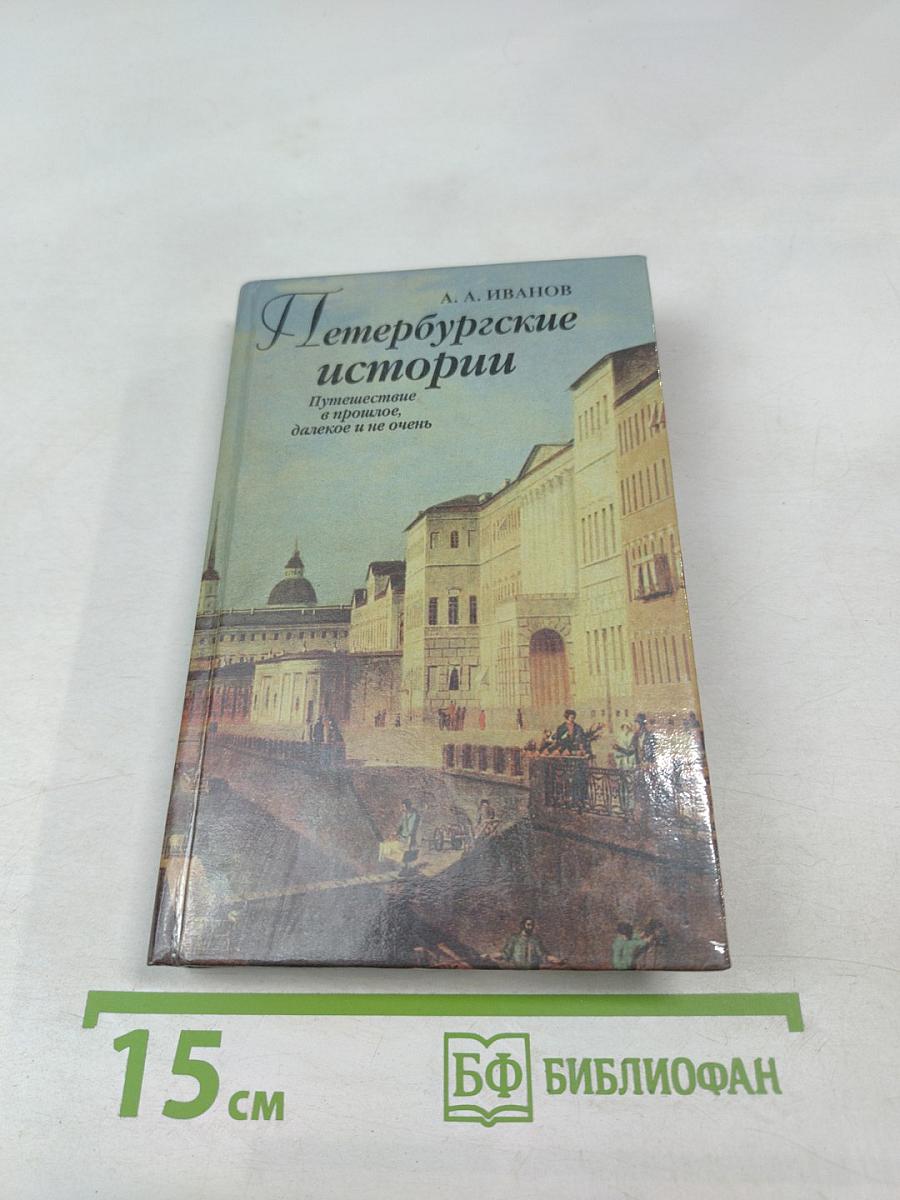 А. А. ИВАНОВ
Петербургские
истории
Путешествие
в прошлое,
далекое и не очень
15 см
БФ БИБЛИОФАН